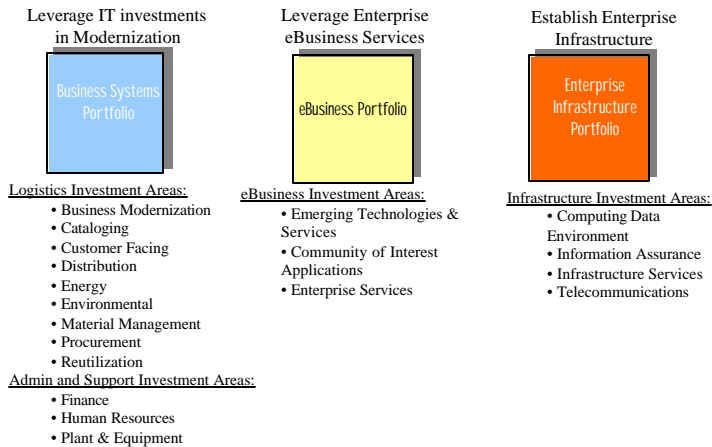 Leverage IT investments
in Modernization
Business Systems
Portfolio
Logistics Investment Areas:
• Business Modernization
• Cataloging
• Customer Facing
• Distribution
• Energy
• Environmental
• Material Management
• Procurement
• Reutilization
Admin and Support Investment Areas:
• Finance
• Human Resources
• Plant & Equipment
Leverage Enterprise
eBusiness Services
eBusiness Portfolio
eBusiness Investment Areas:
• Emerging Technologies &
Services
• Community of Interest
Applications
• Enterprise Services
Establish Enterprise
Infrastructure
Enterprise
Infrastructure
Portfolio
Infrastructure Investment Areas:
• Computing Data
Environment
• Information Assurance
• Infrastructure Services
• Telecommunications